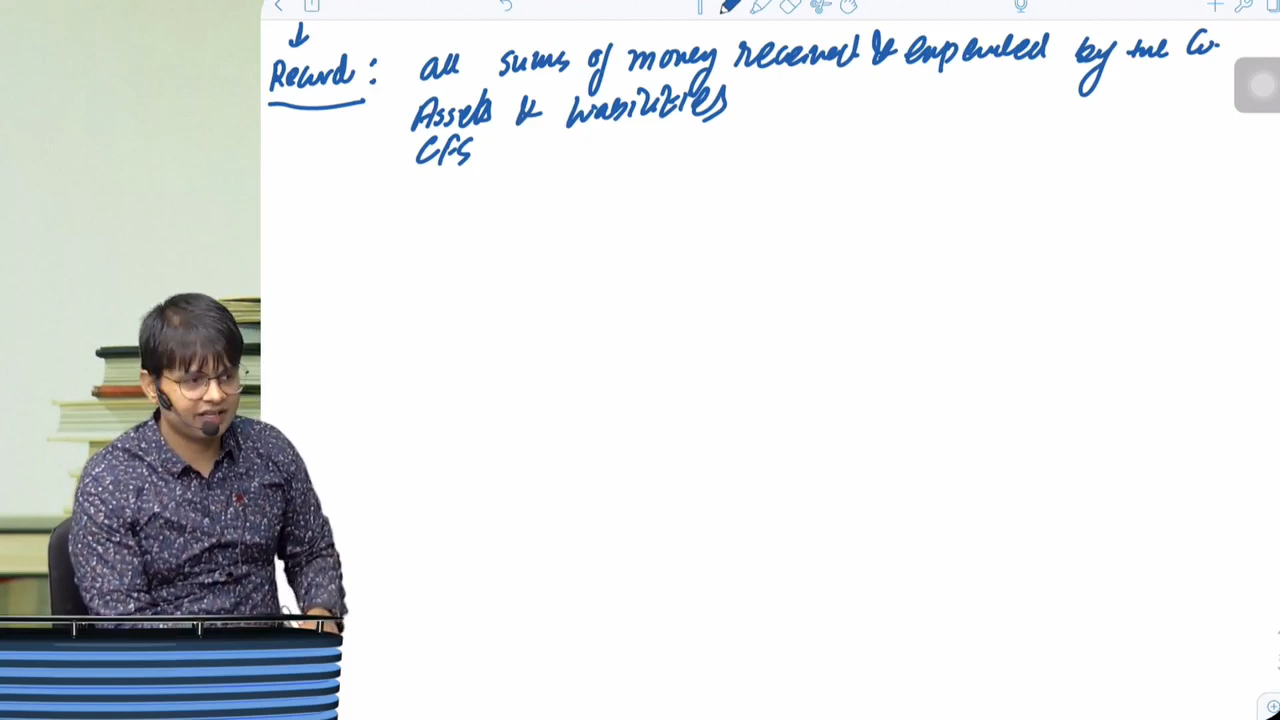 Record: all sums of money received & expended by the Co.
Assets & Liabilities
CFS